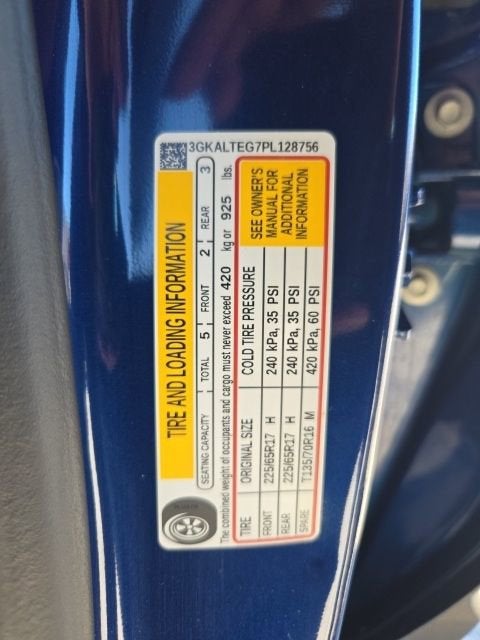 3GKALTEG7PL128756
TIRE AND LOADING INFORMATION
SEATING CAPACITY TOTAL 5 FRONT 2 REAR 3
The combined weight of occupants and cargo must never exceed 420 kg or 925 lbs.
TIRE ORIGINAL SIZE COLD TIRE PRESSURE
FRONT 225/65R17 H 240 kPa, 35 PSI
REAR 225/65R17 H 240 kPa, 35 PSI
SPARE T135/70R16 M 420 kPa, 60 PSI
SEE OWNER'S
MANUAL FOR
ADDITIONAL
INFORMATION